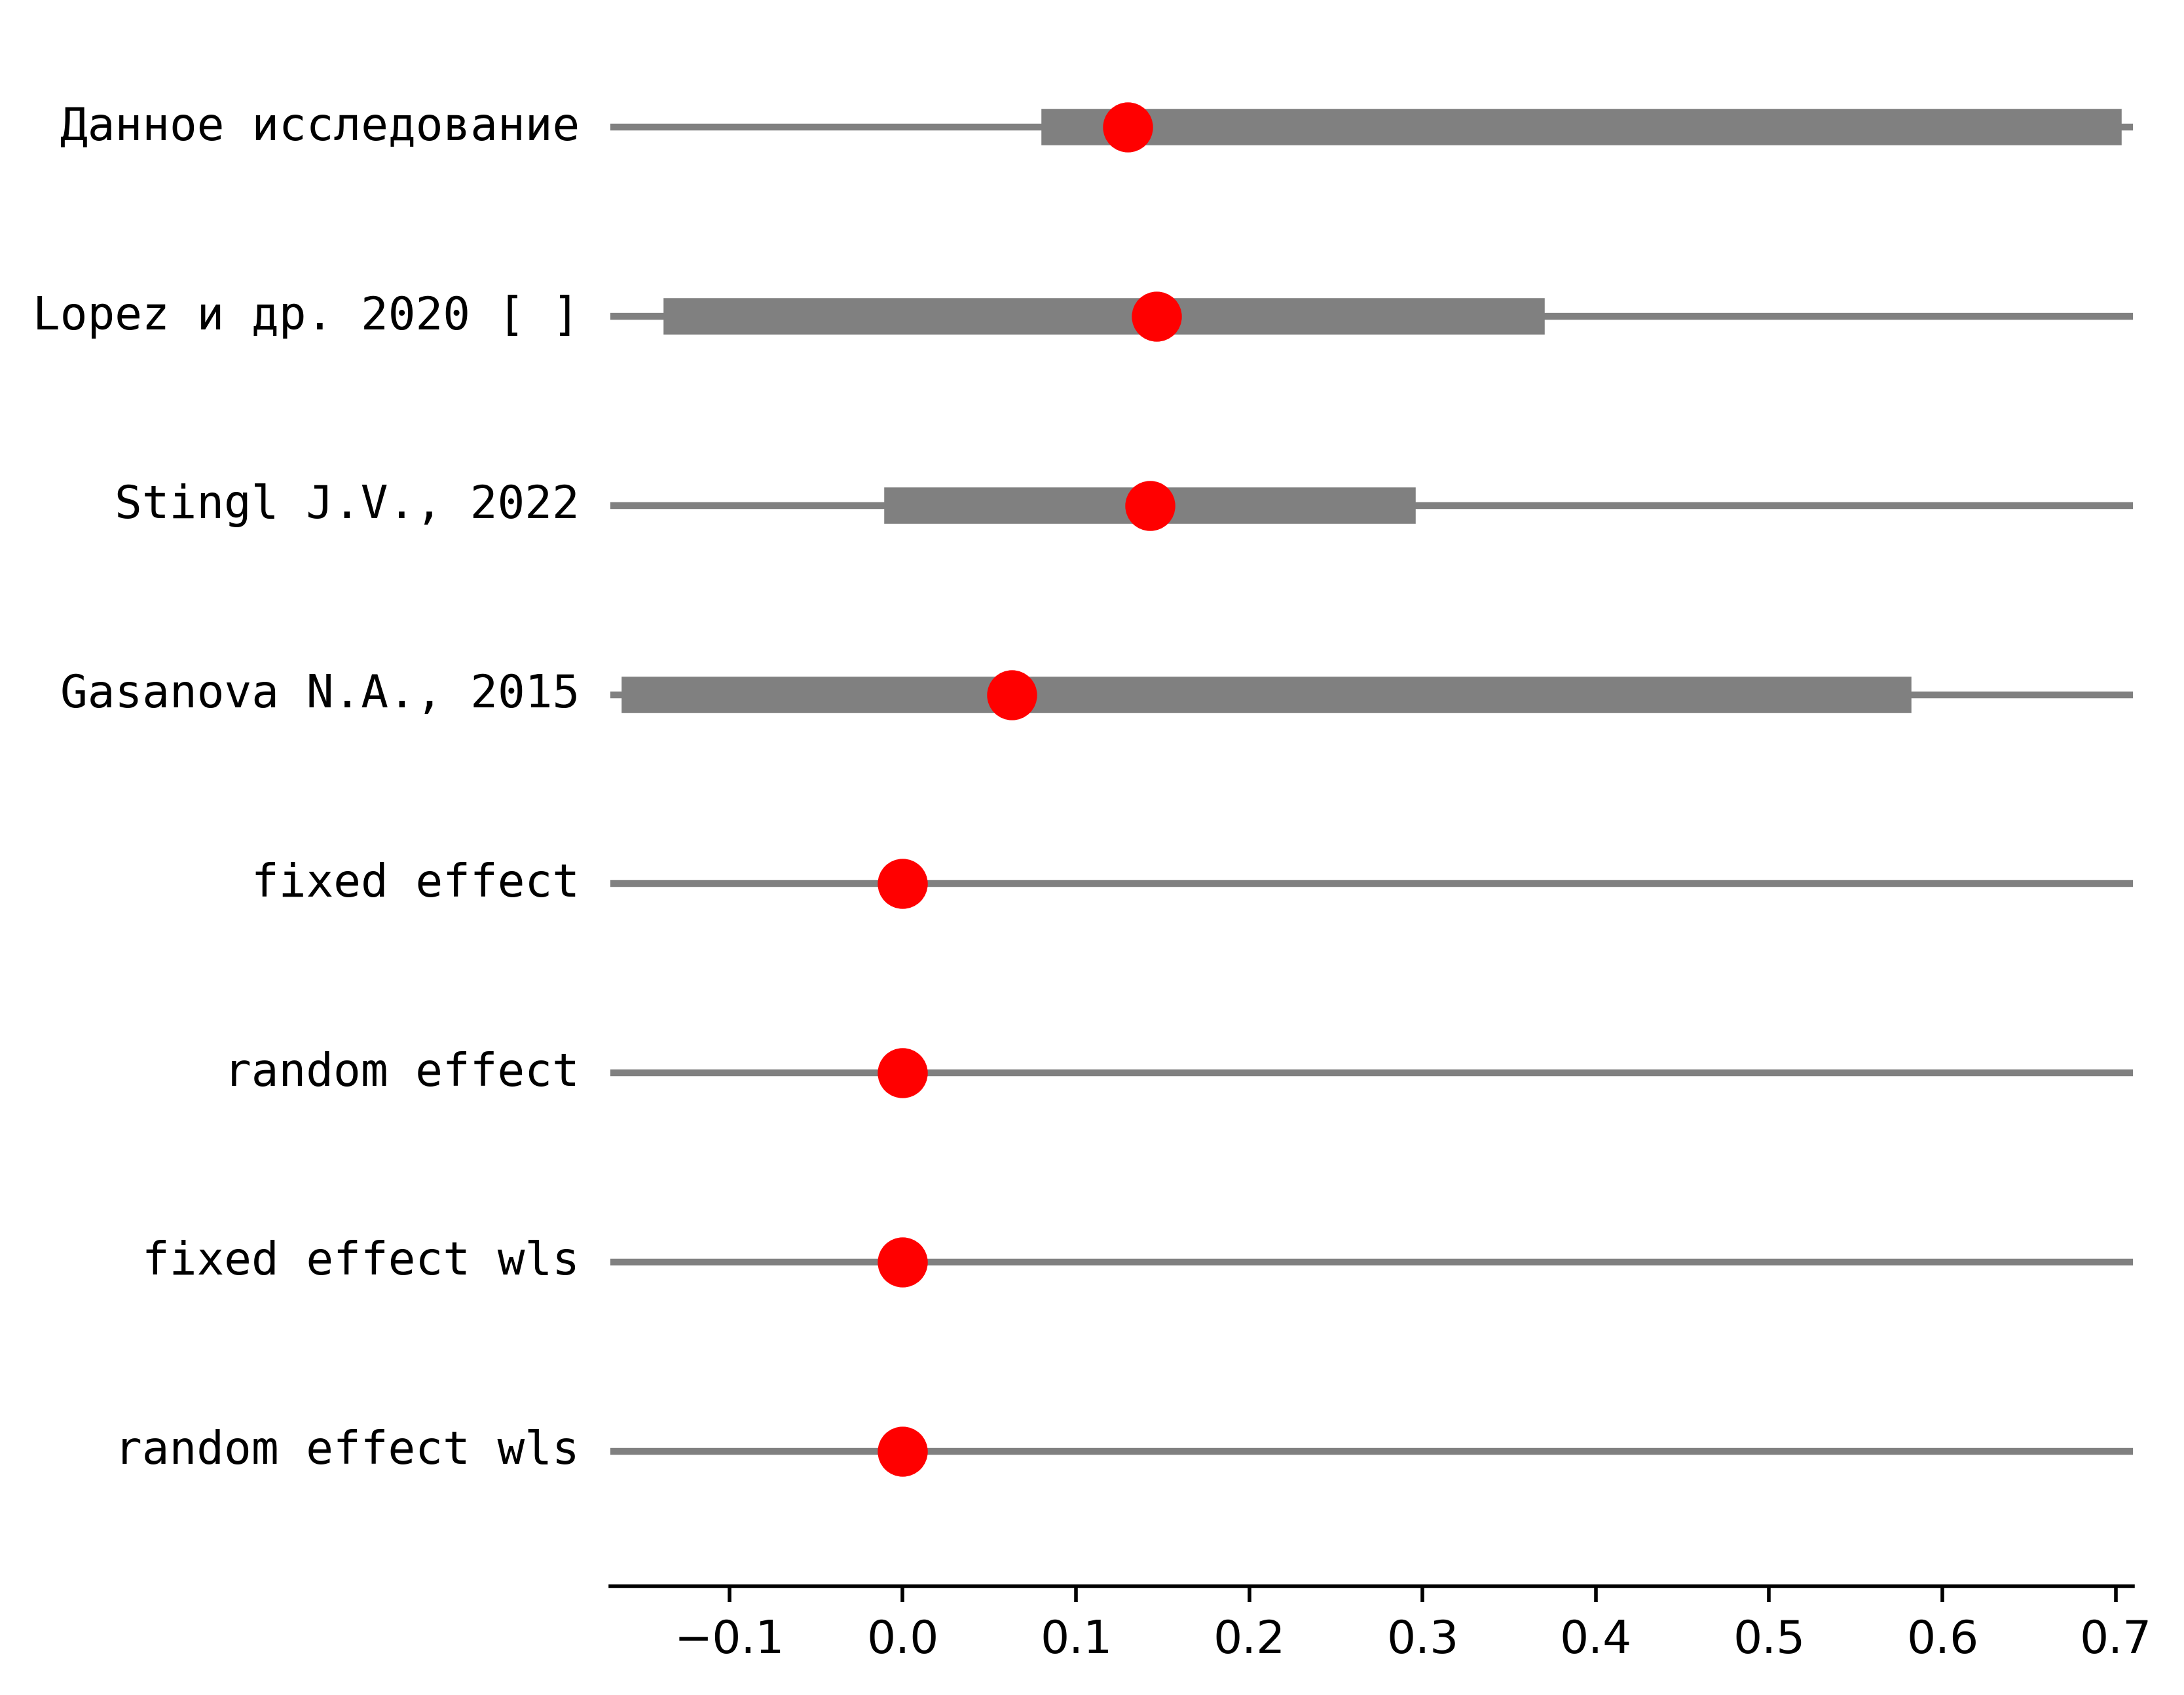 Данное исследование
Lopez и др. 2020 [ ]
Stingl J.V., 2022
Gasanova N.A., 2015
fixed effect
random effect
fixed effect wls
random effect wls
−0.1 0.0 0.1 0.2 0.3 0.4 0.5 0.6 0.7